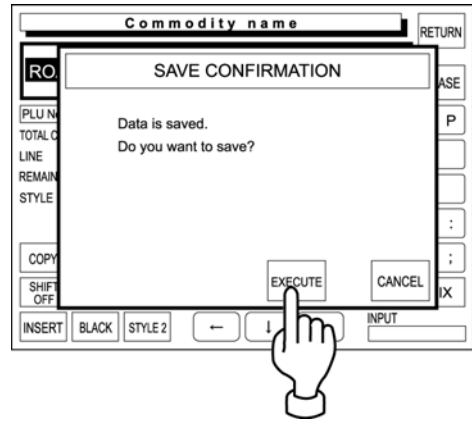 Commodity name
RETURN
RO
SAVE CONFIRMATION
ASE
PLU N
P
Data is saved.
TOTAL C
Do you want to save?
LINE
REMAIN
STYLE
:
COPY
EXECUTE
CANCEL
;
SHIFT
OFF
IX
INSERT
BLACK
STYLE 2
←
↓
INPUT